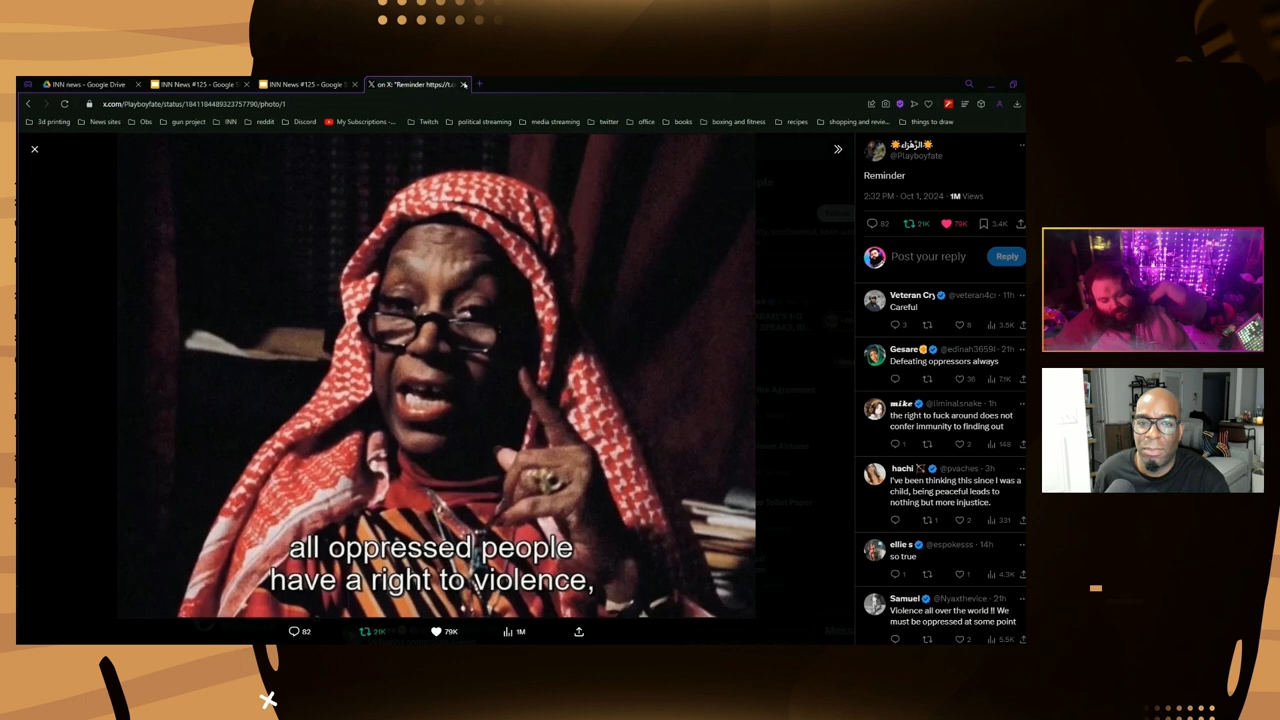 INN news - Google Drive
INN News #125 - Google S
INN News #125 - Google S
on X: "Reminder https://t.c
x.com/Playboyfate/status/1841184489323757790/photo/1
3d printing
News sites
Obs
gun project
INN
reddit
Discord
My Subscriptions -...
Twitch
political streaming
media streaming
twitter
office
books
boxing and fitness
recipes
shopping and revie...
things to draw
الزَّهْرَاء
@Playboyfate
Reminder
2:32 PM · Oct 1, 2024 · 1M Views
82 21K 79K 3.4K
Post your reply
Reply
Veteran Cry @veteran4cr · 11h
Careful
3 8 3.5K
Gesare @edinah3659l · 21h
Defeating oppressors always
36 7.1K
mike @liminalsnake · 1h
the right to fuck around does not
confer immunity to finding out
1 2 148
hachi @pvaches · 3h
I've been thinking this since I was a
child, being peaceful leads to
nothing but more injustice.
1 2 331
ellie s @espokesss · 14h
so true
1 1 4.3K
Samuel @Nyaxthevice · 21h
Violence all over the world !! We
must be oppressed at some point
2 5.5K
all oppressed people
have a right to violence,
82 21K 79K 1M